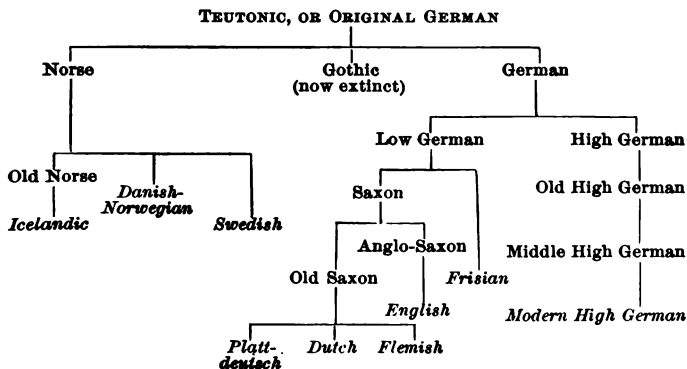 TEUTONIC, OR ORIGINAL GERMAN
Norse Gothic German
(now extinct)
Low German High German
Old Norse Danish- Saxon Old High German
Norwegian
Icelandic Swedish
Anglo-Saxon Middle High German
Old Saxon Frisian
English Modern High German
Platt- Dutch Flemish
deutsch